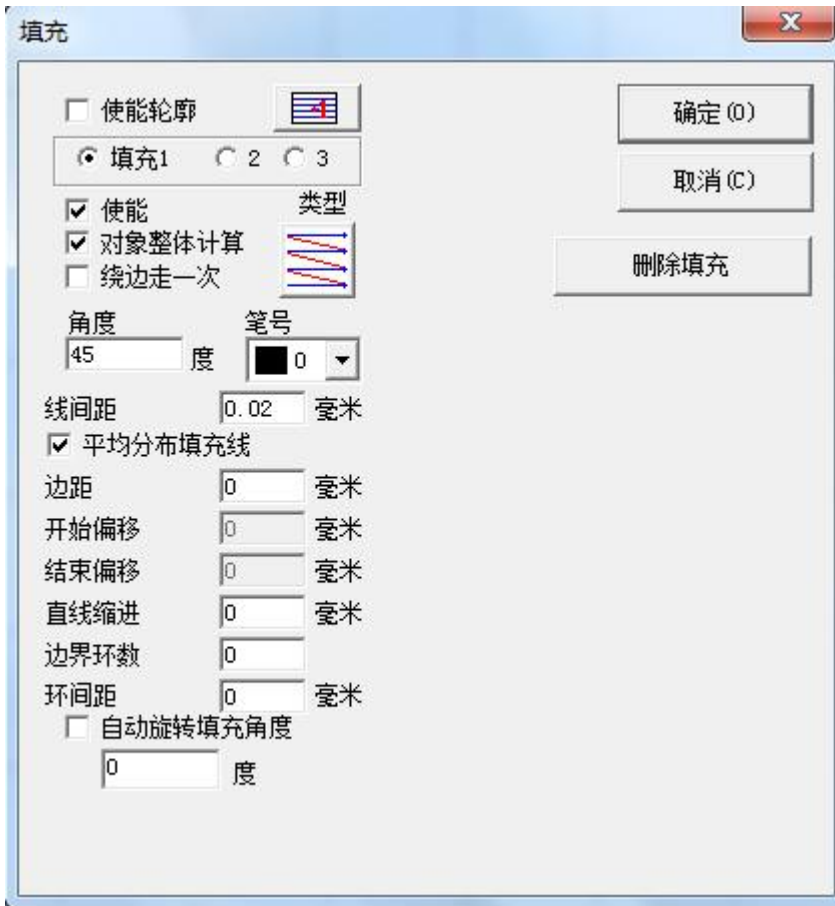 填充
使能轮廓
填充1 2 3
使能 类型
对象整体计算
绕边走一次
角度 笔号
45 度 0
线间距 0.02 毫米
平均分布填充线
边距 0 毫米
开始偏移 0 毫米
结束偏移 0 毫米
直线缩进 0 毫米
边界环数 0
环间距 0 毫米
自动旋转填充角度
0 度
确定(O)
取消(C)
删除填充